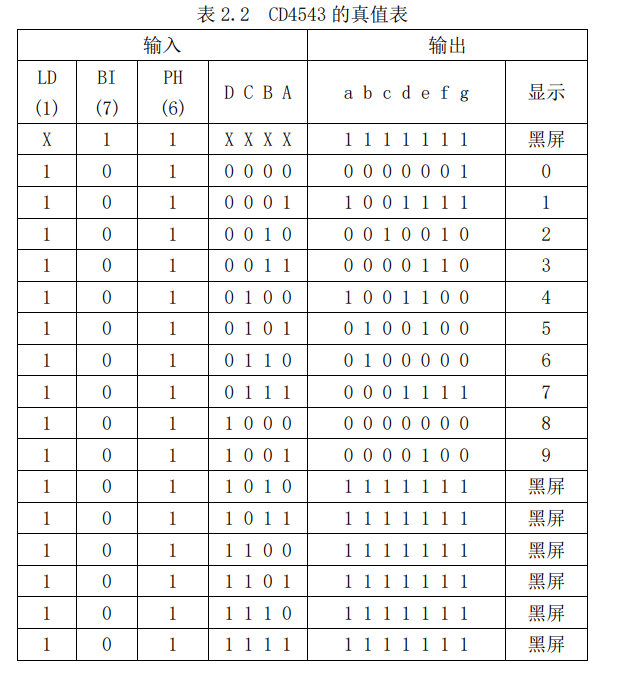 表 2.2 CD4543 的真值表
输入 输出
LD (1) BI (7) PH (6) D C B A a b c d e f g 显示
X 1 1 X X X X 1 1 1 1 1 1 1 黑屏
1 0 1 0 0 0 0 0 0 0 0 0 0 1 0
1 0 1 0 0 0 1 1 0 0 1 1 1 1 1
1 0 1 0 0 1 0 0 0 1 0 0 1 0 2
1 0 1 0 0 1 1 0 0 0 0 1 1 0 3
1 0 1 0 1 0 0 1 0 0 1 1 0 0 4
1 0 1 0 1 0 1 0 1 0 0 1 0 0 5
1 0 1 0 1 1 0 0 1 0 0 0 0 0 6
1 0 1 0 1 1 1 0 0 0 1 1 1 1 7
1 0 1 1 0 0 0 0 0 0 0 0 0 0 8
1 0 1 1 0 0 1 0 0 0 0 1 0 0 9
1 0 1 1 0 1 0 1 1 1 1 1 1 1 黑屏
1 0 1 1 0 1 1 1 1 1 1 1 1 1 黑屏
1 0 1 1 1 0 0 1 1 1 1 1 1 1 黑屏
1 0 1 1 1 0 1 1 1 1 1 1 1 1 黑屏
1 0 1 1 1 1 0 1 1 1 1 1 1 1 黑屏
1 0 1 1 1 1 1 1 1 1 1 1 1 1 黑屏